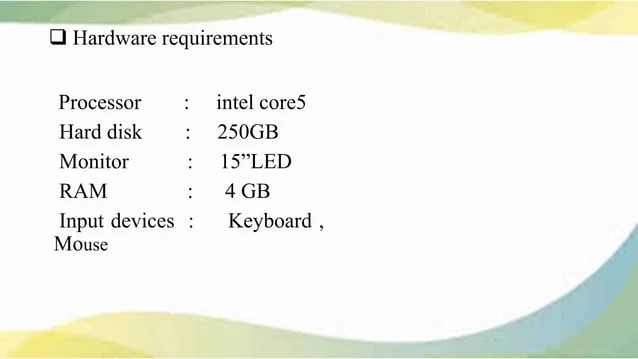 ❑ Hardware requirements
Processor : intel core5
Hard disk : 250GB
Monitor : 15”LED
RAM : 4 GB
Input devices : Keyboard ,
Mouse